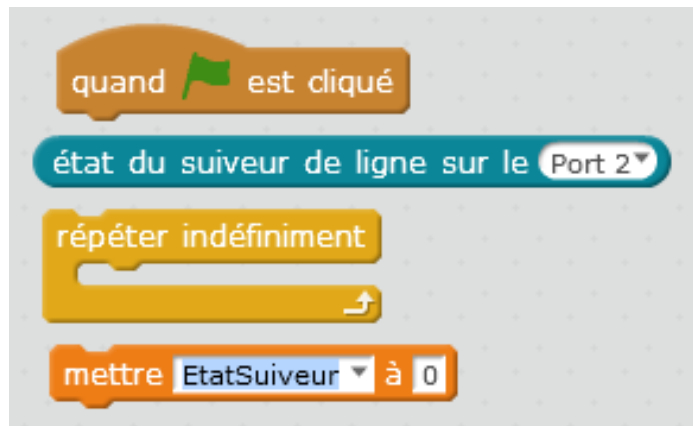 quand est cliqué
état du suiveur de ligne sur le Port 2
répéter indéfiniment
mettre EtatSuiveur à 0